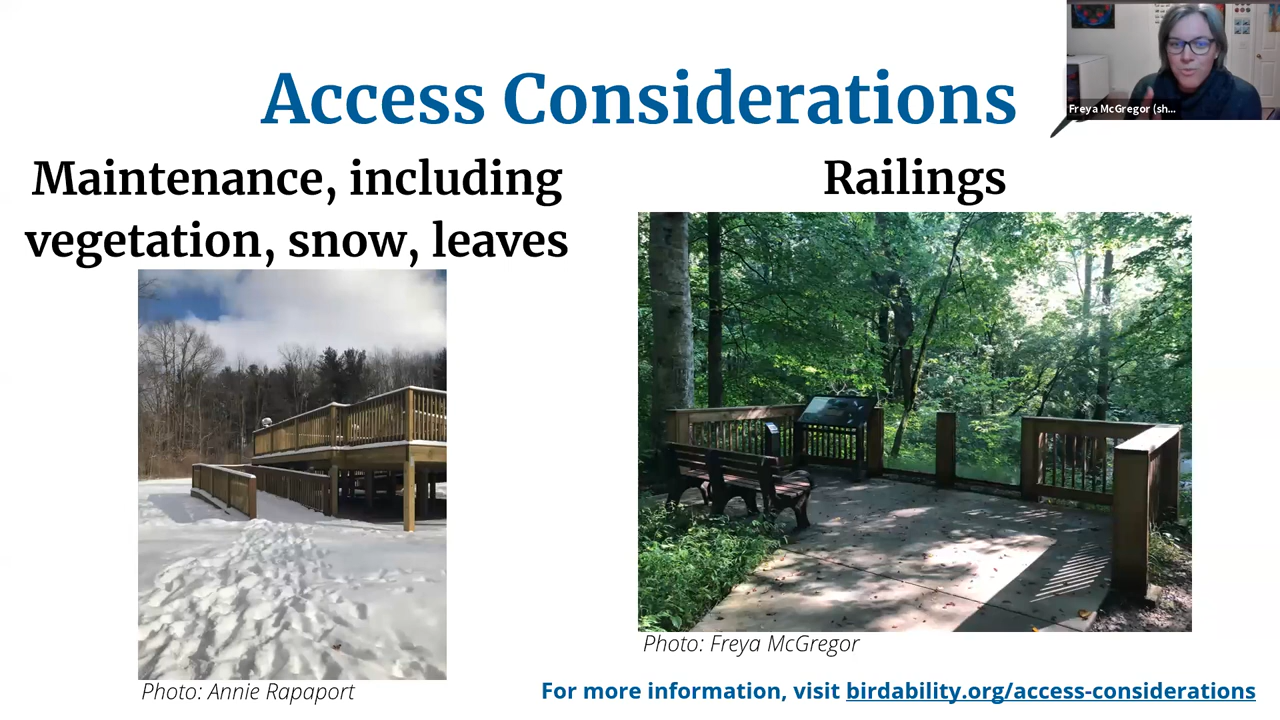 Access Considerations
Freya McGregor (sh...
Maintenance, including
vegetation, snow, leaves
Railings
Photo: Freya McGregor
Photo: Annie Rapaport
For more information, visit birdability.org/access-considerations